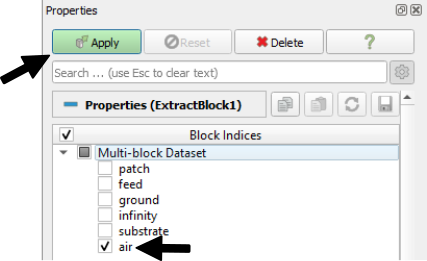 Properties
Apply Reset Delete ?
Search ... (use Esc to clear text)
Properties (ExtractBlock1)
Block Indices
Multi-block Dataset
patch
feed
ground
infinity
substrate
air